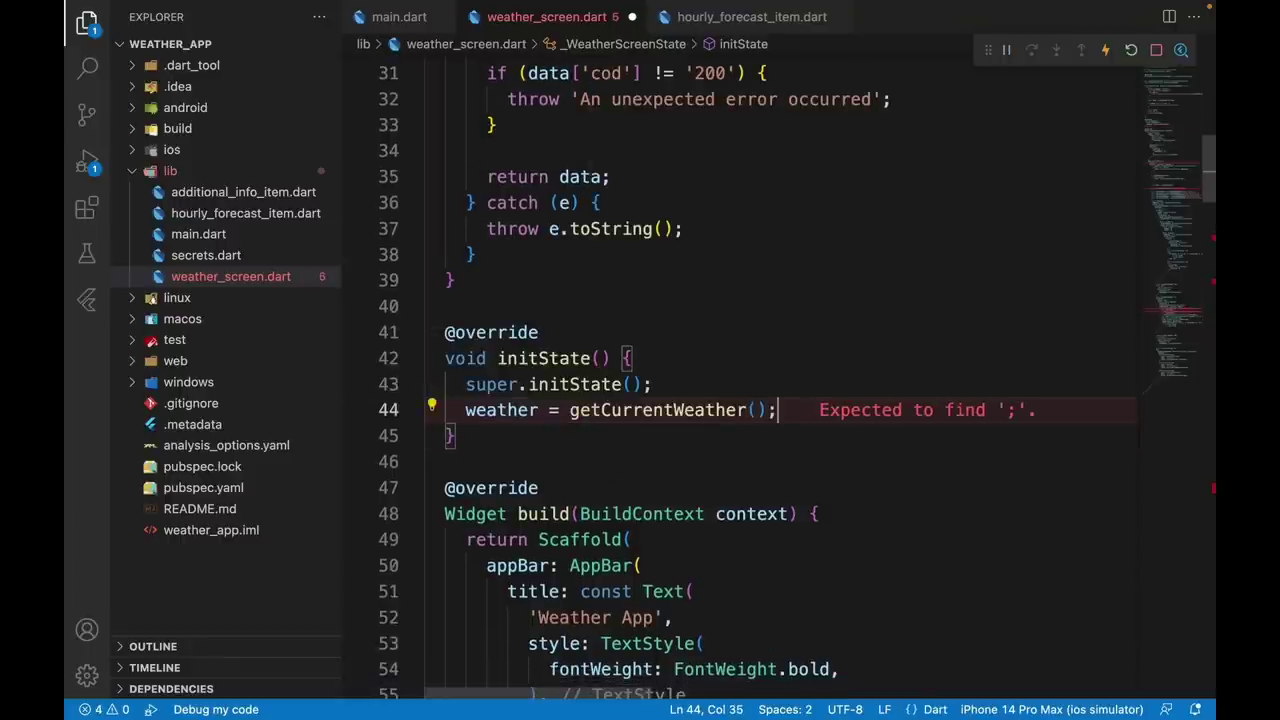 EXPLORER
WEATHER_APP
.dart_tool
.idea
android
build
ios
lib
additional_info_item.dart
hourly_forecast_item.dart
main.dart
secrets.dart
weather_screen.dart 6
linux
macos
test
web
windows
.gitignore
.metadata
analysis_options.yaml
pubspec.lock
pubspec.yaml
README.md
weather_app.iml
OUTLINE
TIMELINE
DEPENDENCIES
1
1
main.dart
weather_screen.dart 6
hourly_forecast_item.dart
lib > weather_screen.dart > _WeatherScreenState > initState
31 if (data['cod'] != '200') {
32 throw 'An unexpected error occurred';
33 }
34
35 return data;
36 } catch (e) {
37 throw e.toString();
38 }
39 }
40
41 @override
42 void initState() {
43 super.initState();
44 weather = getCurrentWeather(); Expected to find ';'.
45 }
46
47 @override
48 Widget build(BuildContext context) {
49 return Scaffold(
50 appBar: AppBar(
51 title: const Text(
52 'Weather App',
53 style: TextStyle(
54 fontWeight: FontWeight.bold,
55 ), // TextStyle
4 0 Debug my code Ln 44, Col 35 Spaces: 2 UTF-8 LF {} Dart iPhone 14 Pro Max (ios simulator)